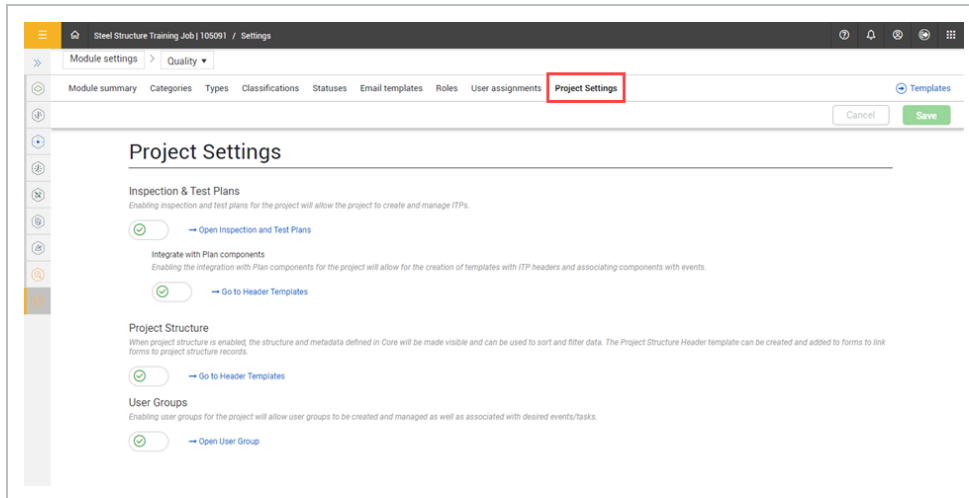 Steel Structure Training Job | 105091 / Settings
Module settings > Quality ▼
Module summary Categories Types Classifications Statuses Email templates Roles User assignments Project Settings Templates
Cancel Save
Project Settings
Inspection & Test Plans
Enabling inspection and test plans for the project will allow the project to create and manage ITPs.
→ Open Inspection and Test Plans
Integrate with Plan components
Enabling the integration with Plan components for the project will allow for the creation of templates with ITP headers and associating components with events.
→ Go to Header Templates
Project Structure
When project structure is enabled, the structure and metadata defined in Core will be made visible and can be used to sort and filter data. The Project Structure Header template can be created and added to forms to link
forms to project structure records.
→ Go to Header Templates
User Groups
Enabling user groups for the project will allow user groups to be created and managed as well as associated with desired events/tasks.
→ Open User Group